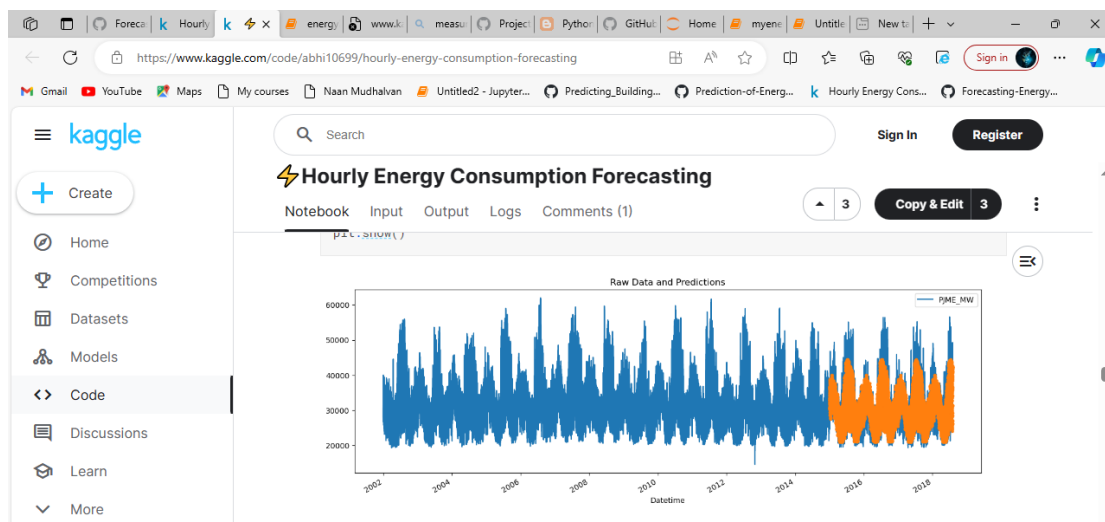 Foreca
Hourly
energy
www.k
measu
Project
Pythor
GitHub
Home
myene
Untitle
New ta
https://www.kaggle.com/code/abhi10699/hourly-energy-consumption-forecasting
Sign in
Gmail
YouTube
Maps
My courses
Naan Mudhalvan
Untitled2 - Jupyter...
Predicting_Building...
Prediction-of-Energ...
Hourly Energy Cons...
Forecasting-Energy...
kaggle
Search
Sign In
Register
Create
⚡Hourly Energy Consumption Forecasting
Notebook
Input
Output
Logs
Comments (1)
3
Copy & Edit
3
Home
Competitions
Datasets
Models
Code
Discussions
Learn
More
plt.show()
Raw Data and Predictions
PJME_MW
60000
50000
40000
30000
20000
2002
2004
2006
2008
2010
2012
2014
2016
2018
Datetime